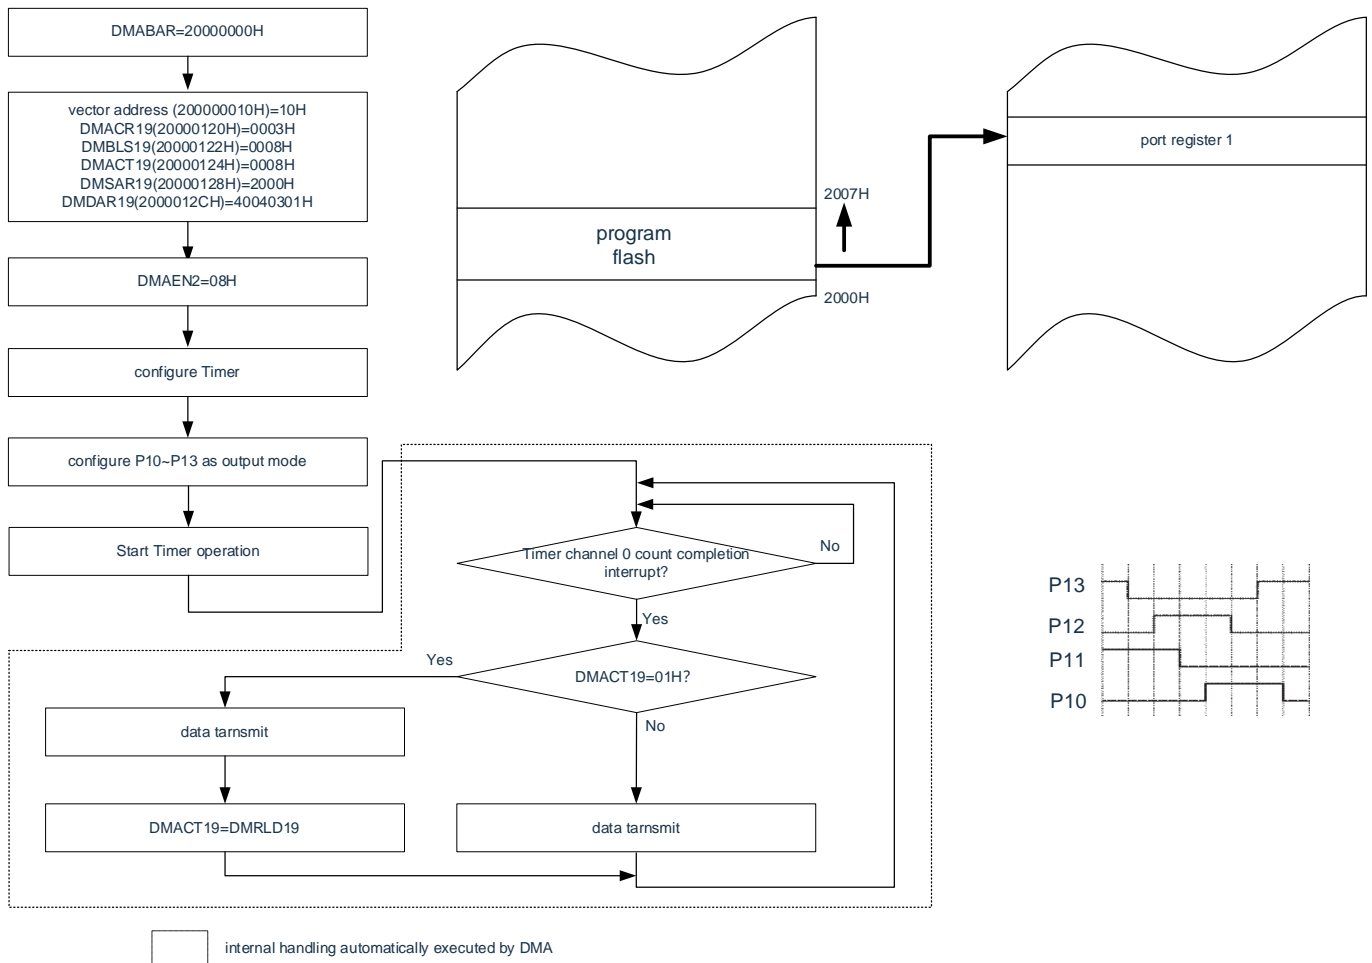 DMABAR=20000000H
vector address (200000010H)=10H
DMACR19(20000120H)=0003H
DMBLS19(20000122H)=0008H
DMACT19(20000124H)=0008H
DMSAR19(20000128H)=2000H
DMDAR19(2000012CH)=40040301H
DMAEN2=08H
configure Timer
configure P10~P13 as output mode
Start Timer operation
program
flash
2007H
2000H
port register 1
Timer channel 0 count completion
interrupt?
No
Yes
DMACT19=01H?
Yes
No
data tarnsmit
DMACT19=DMRLD19
data tarnsmit
P13
P12
P11
P10
internal handling automatically executed by DMA